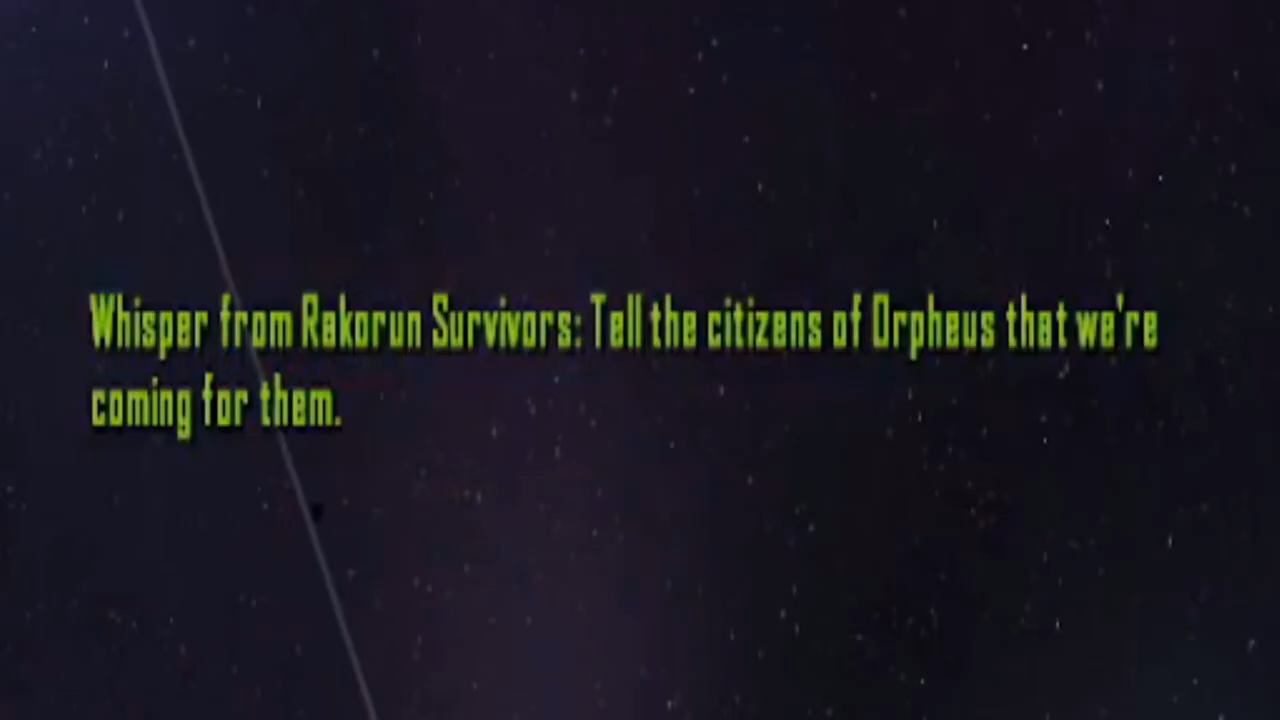 Whisper from Rakorun Survivors: Tell the citizens of Orpheus that we're
coming for them.